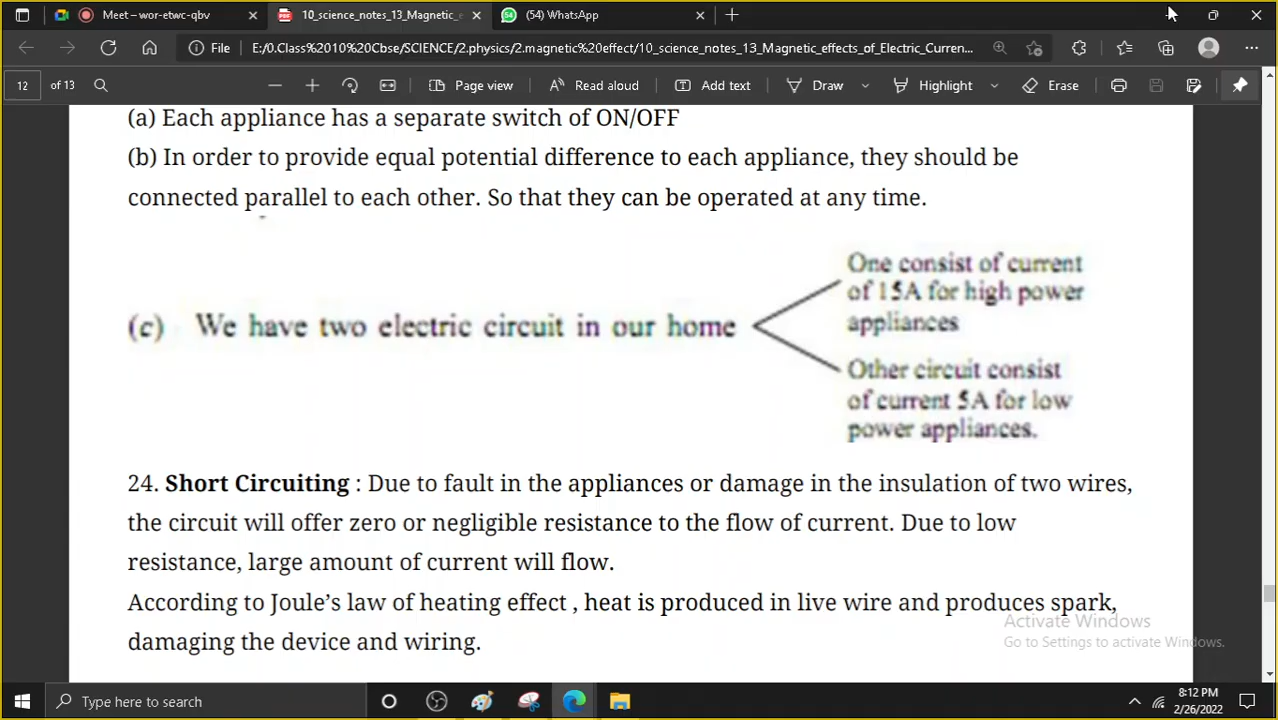 Meet – wor-etwc-qbv
10_science_notes_13_Magnetic_e
(54) WhatsApp
File
E:/0.Class%2010%20Cbse/SCIENCE/2.physics/2.magnetic%20effect/10_science_notes_13_Magnetic_effects_of_Electric_Curren...
12 of 13
Page view
Read aloud
Add text
Draw
Highlight
Erase
(a) Each appliance has a separate switch of ON/OFF
(b) In order to provide equal potential difference to each appliance, they should be
connected parallel to each other. So that they can be operated at any time.
(c) We have two electric circuit in our home
One consist of current
of 15A for high power
appliances
Other circuit consist
of current 5A for low
power appliances.
24. Short Circuiting : Due to fault in the appliances or damage in the insulation of two wires,
the circuit will offer zero or negligible resistance to the flow of current. Due to low
resistance, large amount of current will flow.
According to Joule’s law of heating effect , heat is produced in live wire and produces spark,
damaging the device and wiring.
Activate Windows
Go to Settings to activate Windows.
Type here to search
8:12 PM
2/26/2022